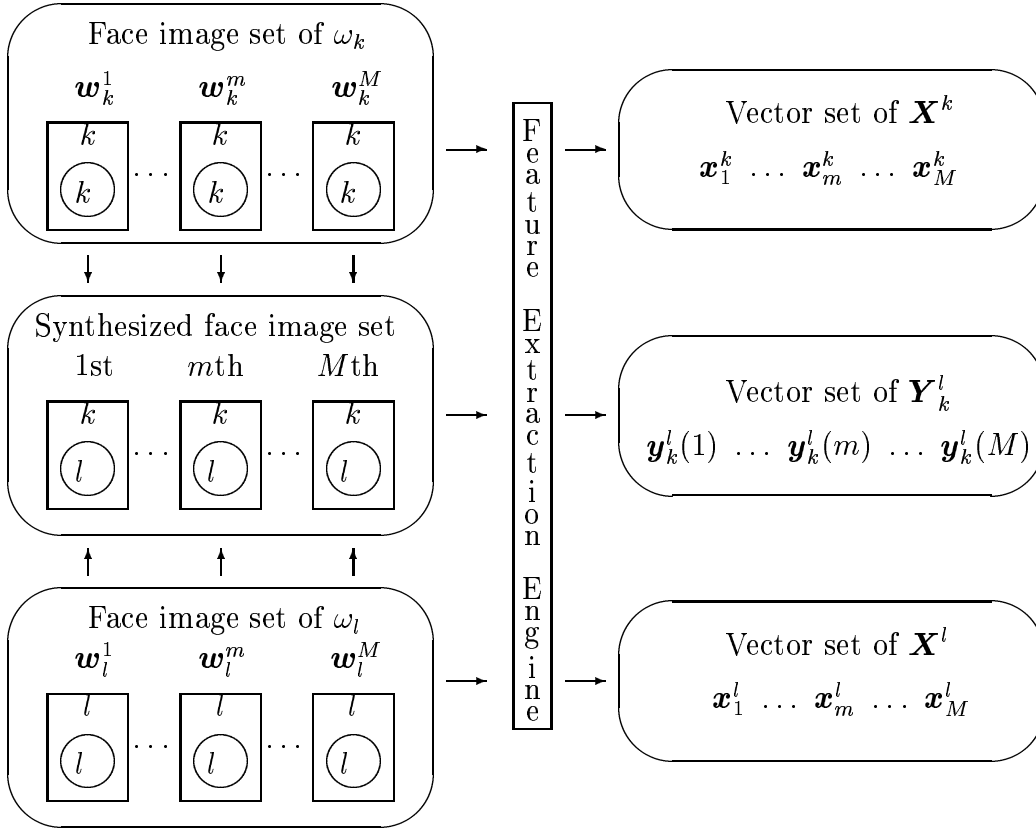 Face image set of ω_k
w_k^1 w_k^m w_k^M
k k k
... ...
k k k
Synthesized face image set
1st mth Mth
k k k
... ...
l l l
Face image set of ω_l
w_l^1 w_l^m w_l^M
l l l
... ...
l l l
Feature Extraction Engine
Vector set of X^k
x_1^k ... x_m^k ... x_M^k
Vector set of Y_k^l
y_k^l(1) ... y_k^l(m) ... y_k^l(M)
Vector set of X^l
x_1^l ... x_m^l ... x_M^l